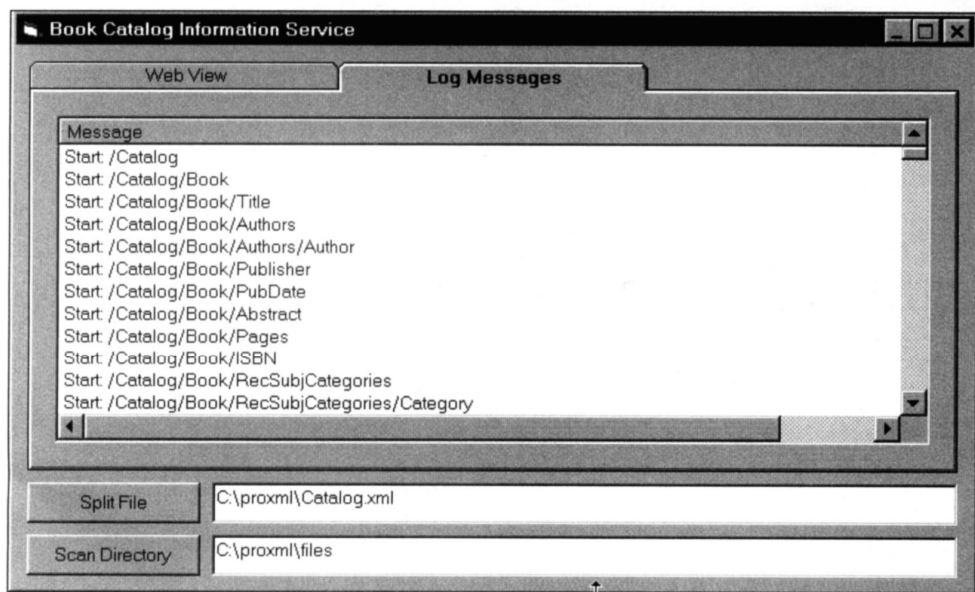 Book Catalog Information Service
Web View
Log Messages
Message
Start: /Catalog
Start: /Catalog/Book
Start: /Catalog/Book/Title
Start: /Catalog/Book/Authors
Start: /Catalog/Book/Authors/Author
Start: /Catalog/Book/Publisher
Start: /Catalog/Book/PubDate
Start: /Catalog/Book/Abstract
Start: /Catalog/Book/Pages
Start: /Catalog/Book/ISBN
Start: /Catalog/Book/RecSubjCategories
Start: /Catalog/Book/RecSubjCategories/Category
Split File
C:\proxml\Catalog.xml
Scan Directory
C:\proxml\files